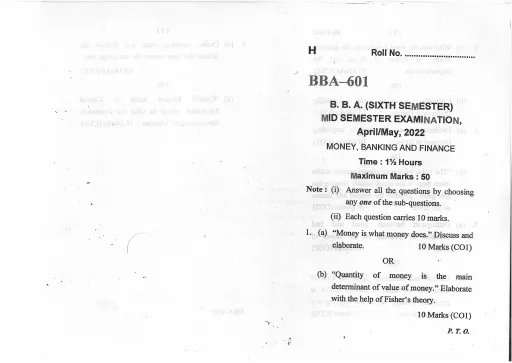 H
Roll No. ..............................
BBA–601
B. B. A. (SIXTH SEMESTER)
MID SEMESTER EXAMINATION,
April/May, 2022
MONEY, BANKING AND FINANCE
Time : 1½ Hours
Maximum Marks : 50
Note : (i) Answer all the questions by choosing
any one of the sub-questions.
(ii) Each question carries 10 marks.
1. (a) “Money is what money does.” Discuss and
elaborate. 10 Marks (CO1)
OR
(b) “Quantity of money is the main
determinant of value of money.” Elaborate
with the help of Fisher’s theory.
10 Marks (CO1)
P. T. O.